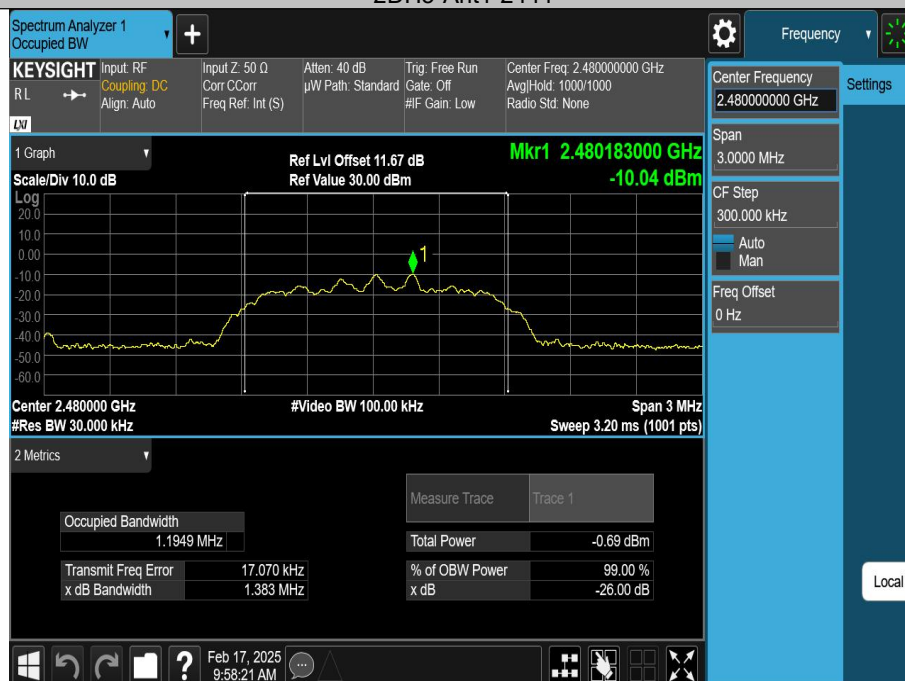 Spectrum Analyzer 1
Occupied BW
+
Frequency
KEYSIGHT
RL
LXI
Input: RF
Coupling: DC
Align: Auto
Input Z: 50 Ω
Corr CCorr
Freq Ref: Int (S)
Atten: 40 dB
µW Path: Standard
Trig: Free Run
Gate: Off
#IF Gain: Low
Center Freq: 2.480000000 GHz
Avg|Hold: 1000/1000
Radio Std: None
Center Frequency
2.480000000 GHz
Settings
Span
3.0000 MHz
CF Step
300.000 kHz
Auto
Man
Freq Offset
0 Hz
1 Graph
Scale/Div 10.0 dB
Ref Lvl Offset 11.67 dB
Ref Value 30.00 dBm
Mkr1 2.480183000 GHz
-10.04 dBm
Log
20.0
10.0
0.00
-10.0
-20.0
-30.0
-40.0
-50.0
-60.0
1
Center 2.480000 GHz
#Res BW 30.000 kHz
#Video BW 100.00 kHz
Span 3 MHz
Sweep 3.20 ms (1001 pts)
2 Metrics
Measure Trace Trace 1
Occupied Bandwidth
1.1949 MHz
Total Power -0.69 dBm
Transmit Freq Error 17.070 kHz
% of OBW Power 99.00 %
x dB Bandwidth 1.383 MHz
x dB -26.00 dB
Local
?
Feb 17, 2025
9:58:21 AM